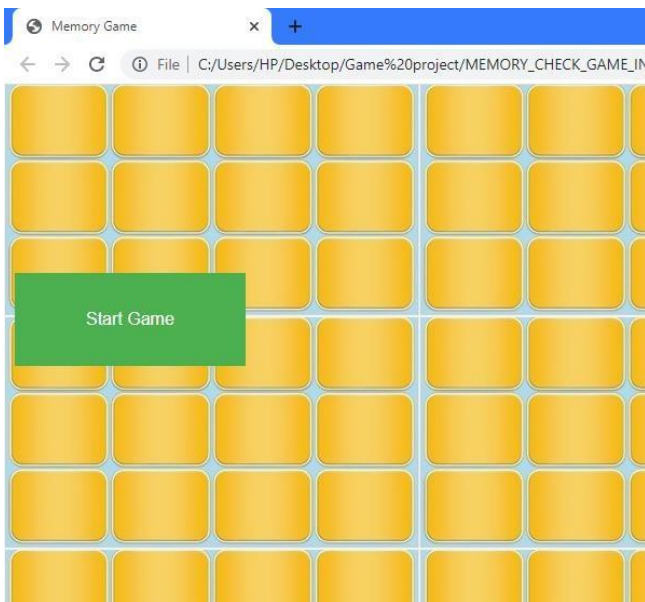 Memory Game
File | C:/Users/HP/Desktop/Game%20project/MEMORY_CHECK_GAME_IN
Start Game